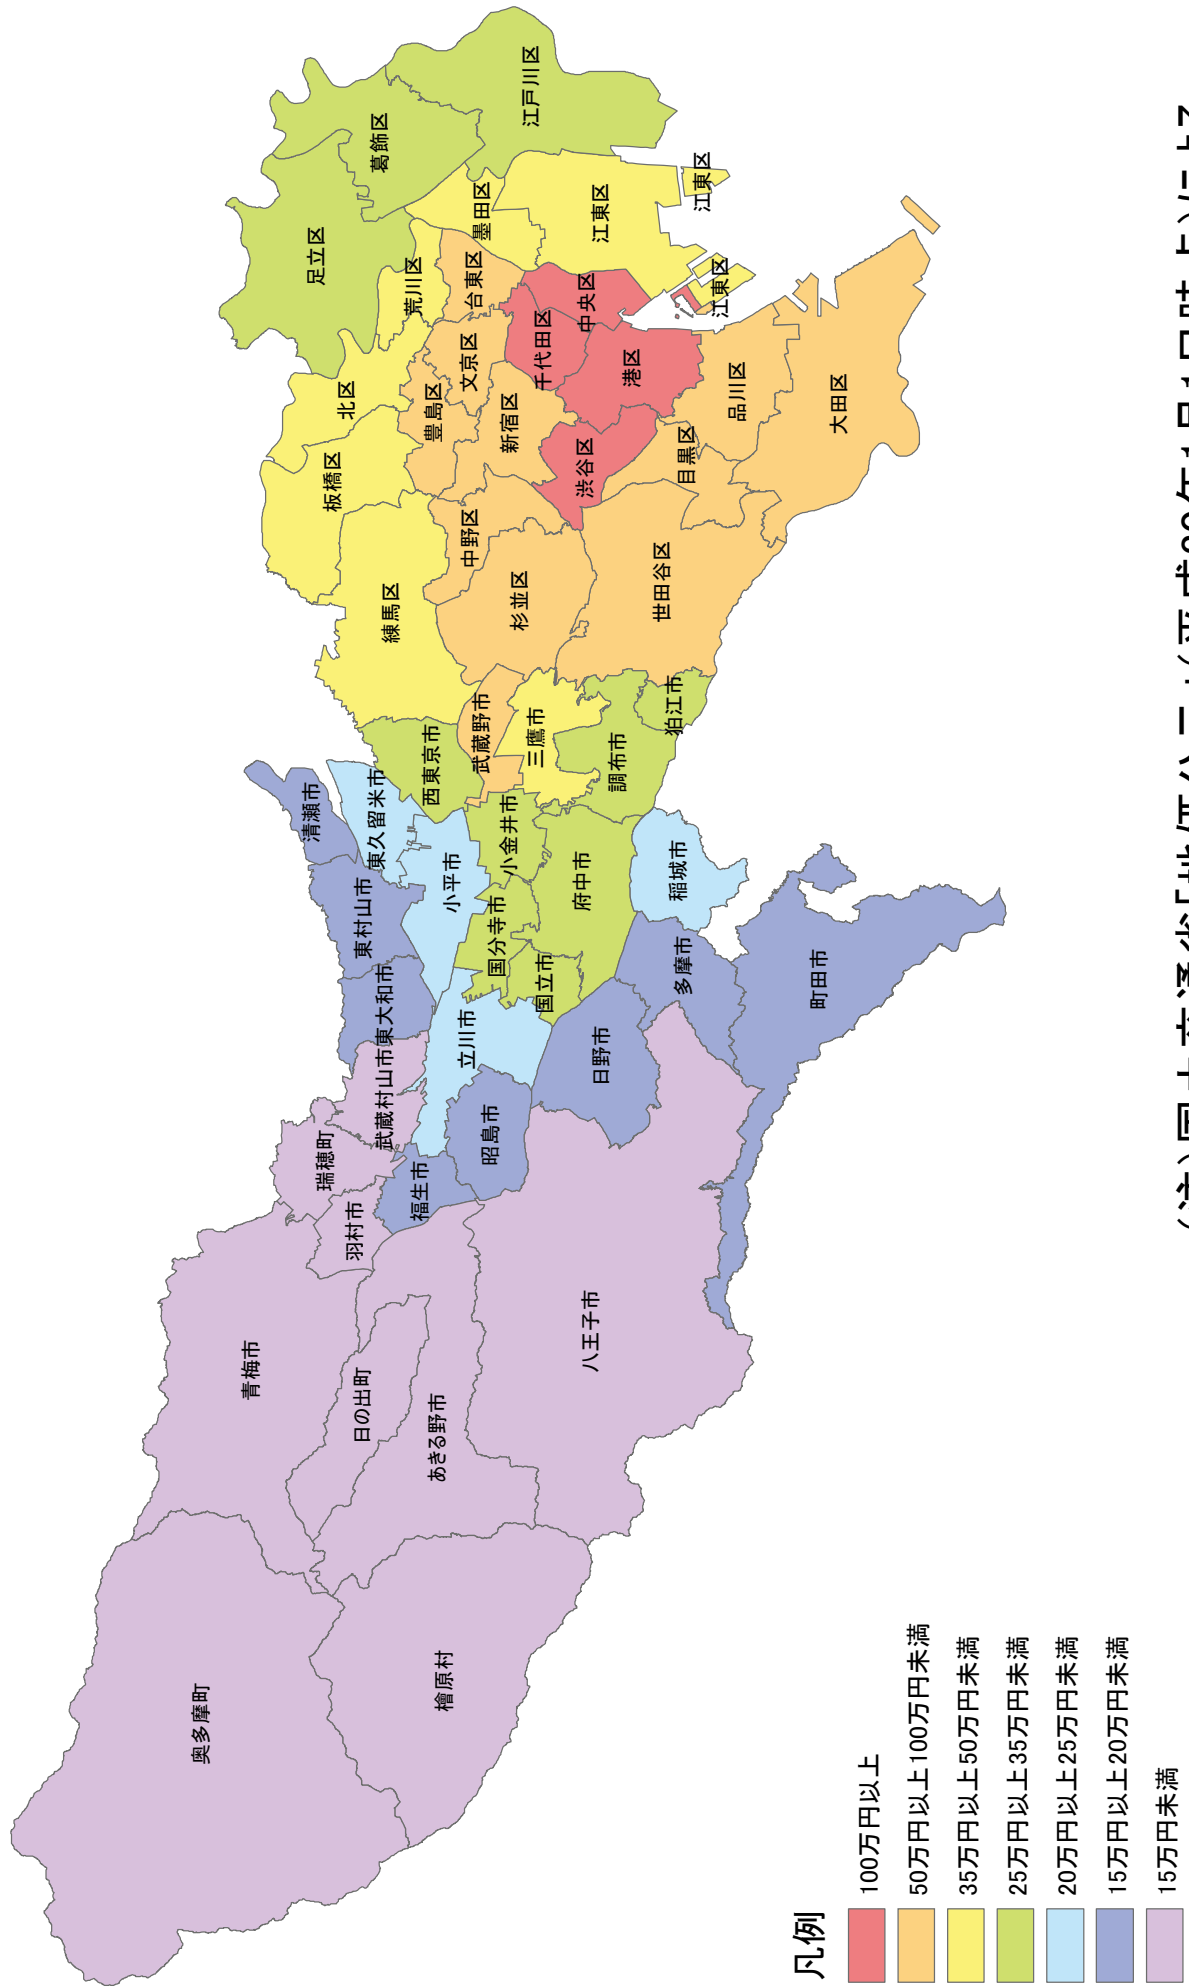 奥多摩町
青梅市
清瀬市
足立区
瑞穂町
板橋区
北区
羽村市
日の出町
東村山市
東久留米市
葛飾区
武蔵村山市
東大和市
練馬区
荒川区
福生市
西東京市
豊島区
あきる野市
檜原村
小平市
立川市
中野区
文京区
台東区
武蔵野市
墨田区
昭島市
国分寺市
小金井市
新宿区
杉並区
江戸川区
三鷹市
国立市
千代田区
府中市
渋谷区
中央区
八王子市
日野市
江東区
調布市
港区
世田谷区
狛江市
稲城市
多摩市
目黒区
江東区
江東区
品川区
町田市
大田区
凡例
100万円以上
50万円以上100万円未満
35万円以上50万円未満
25万円以上35万円未満
20万円以上25万円未満
15万円以上20万円未満
15万円未満